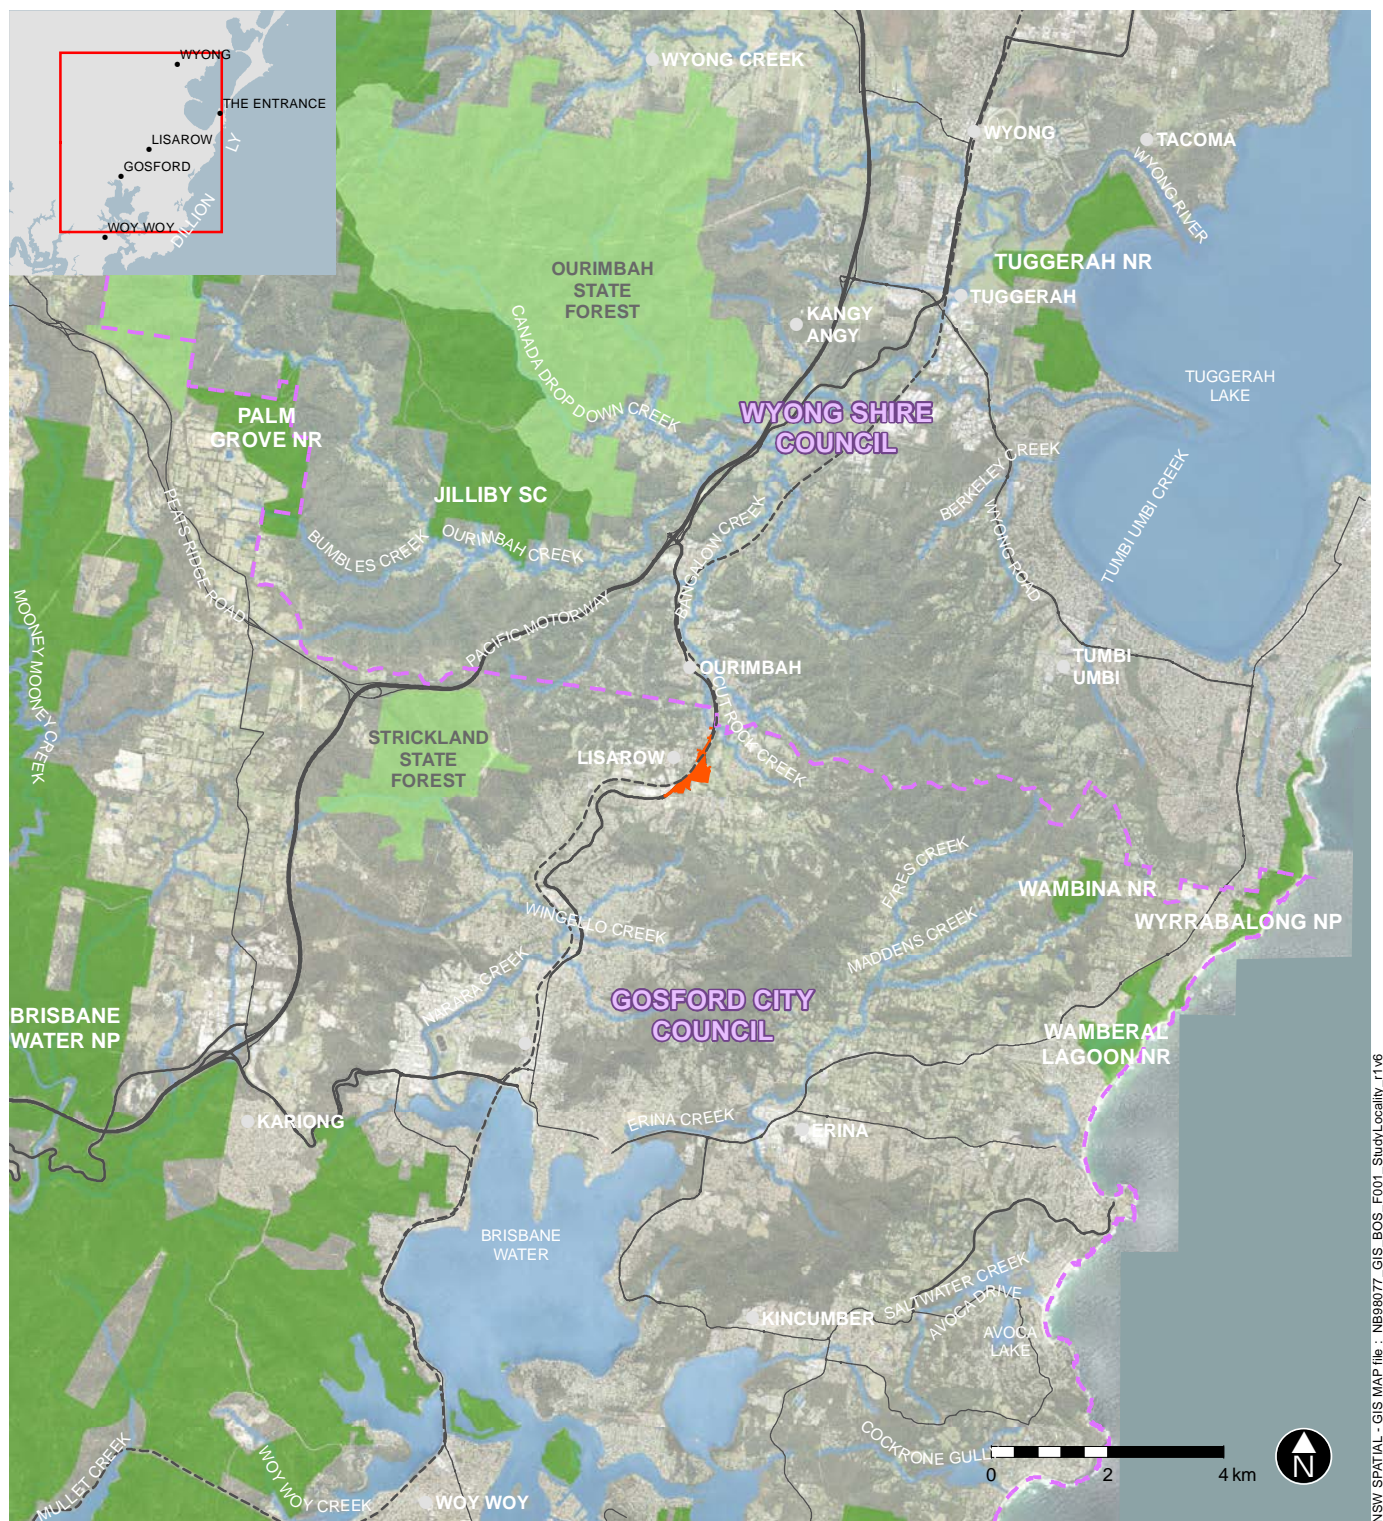 WYONG
THE ENTRANCE
LISAROW
GOSFORD
WOY WOY
LY
DILLION
WYONG CREEK
WYONG
TACOMA
WYONG RIVER
TUGGERAH NR
OURIMBAH
STATE
FOREST
TUGGERAH
KANGY
ANGY
CANADA DROP DOWN CREEK
TUGGERAH
LAKE
PALM
GROVE NR
WYONG SHIRE
COUNCIL
JILLIBY SC
BERKELEY CREEK
TUMBI UMBI CREEK
PEATS RIDGE ROAD
BUMBLES CREEK
OURIMBAH CREEK
BANGALOW CREEK
WYONG ROAD
MOONEY MOONEY CREEK
PACIFIC MOTORWAY
OURIMBAH
TUMBI
UMBI
CUT ROCK CREEK
STRICKLAND
STATE
FOREST
LISAROW
FIRES CREEK
WAMBINA NR
WYRRABALONG NP
WINGELLO CREEK
MADDENS CREEK
NARARA CREEK
GOSFORD CITY
COUNCIL
BRISBANE
WATER NP
WAMBERAL
LAGOON NR
KARIONG
ERINA CREEK
ERINA
BRISBANE
WATER
SALTWATER CREEK
AVOCA DRIVE
KINCUMBER
AVOCA
LAKE
COCKRONE GULL
MULLET CREEK
WOY WOY CREEK
WOY WOY
0 2 4 km
N
NSW SPATIAL - GIS MAP file : NB98077_GIS_BOS_F001_StudyLocality_r1v6